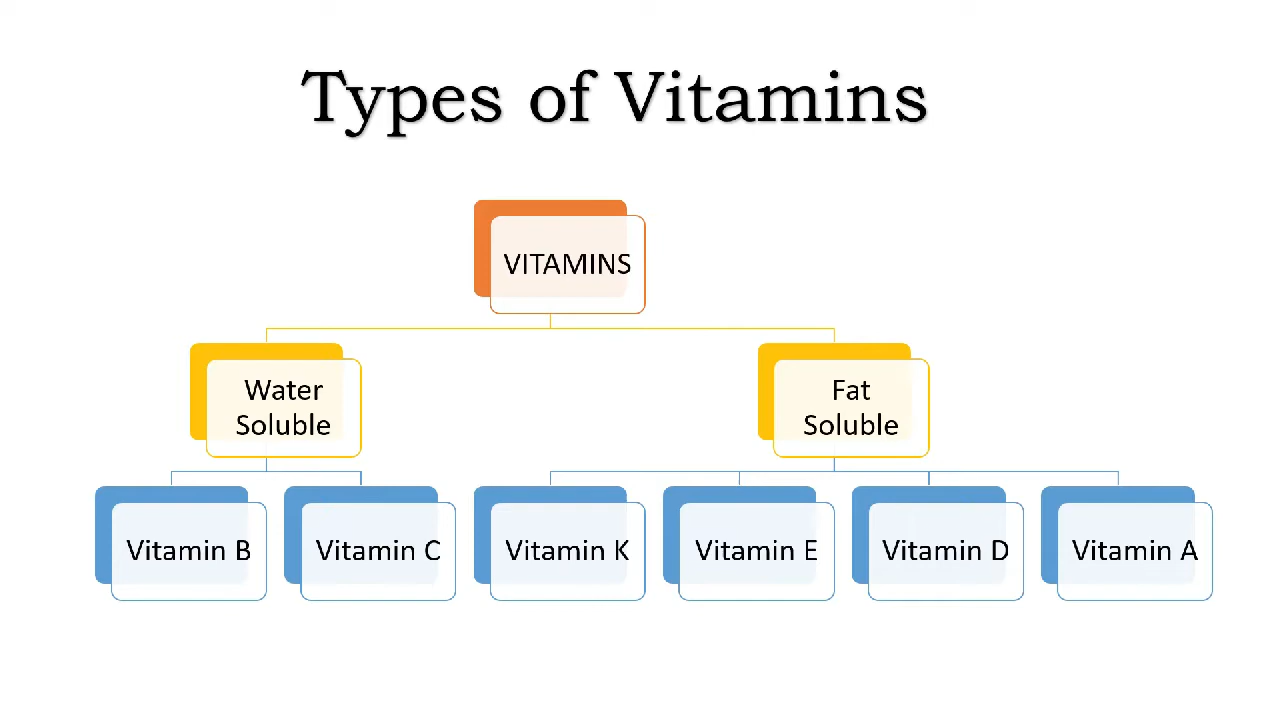 Types of Vitamins
VITAMINS
Water
Soluble
Fat
Soluble
Vitamin B
Vitamin C
Vitamin K
Vitamin E
Vitamin D
Vitamin A